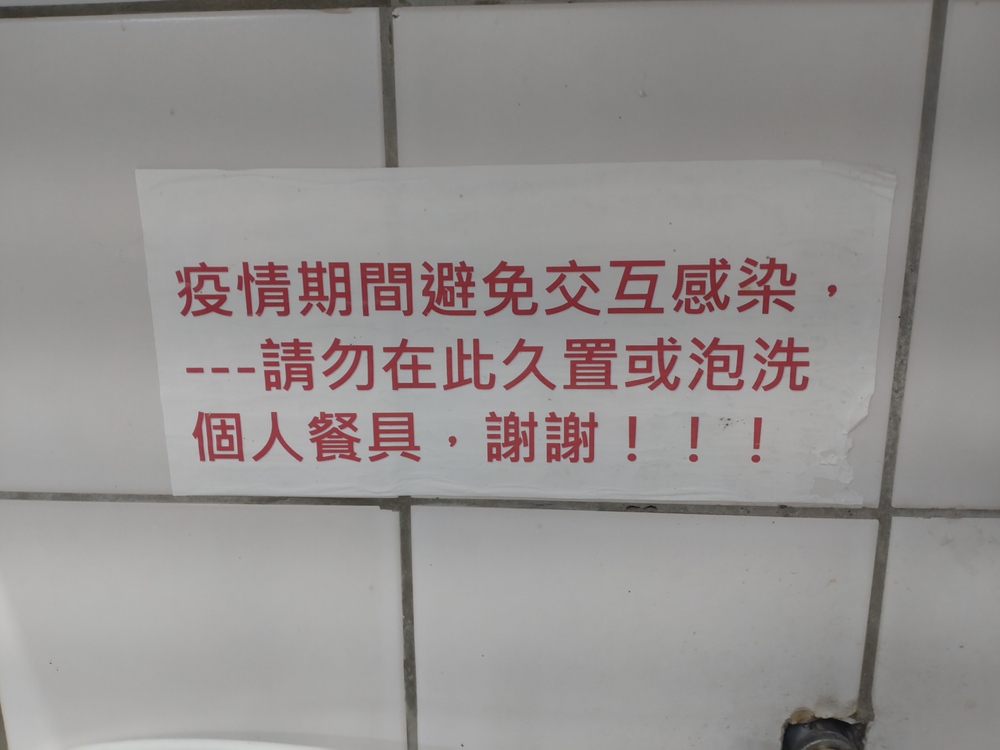 疫情期間避免交互感染，
---請勿在此久置或泡洗
個人餐具，謝謝！！！